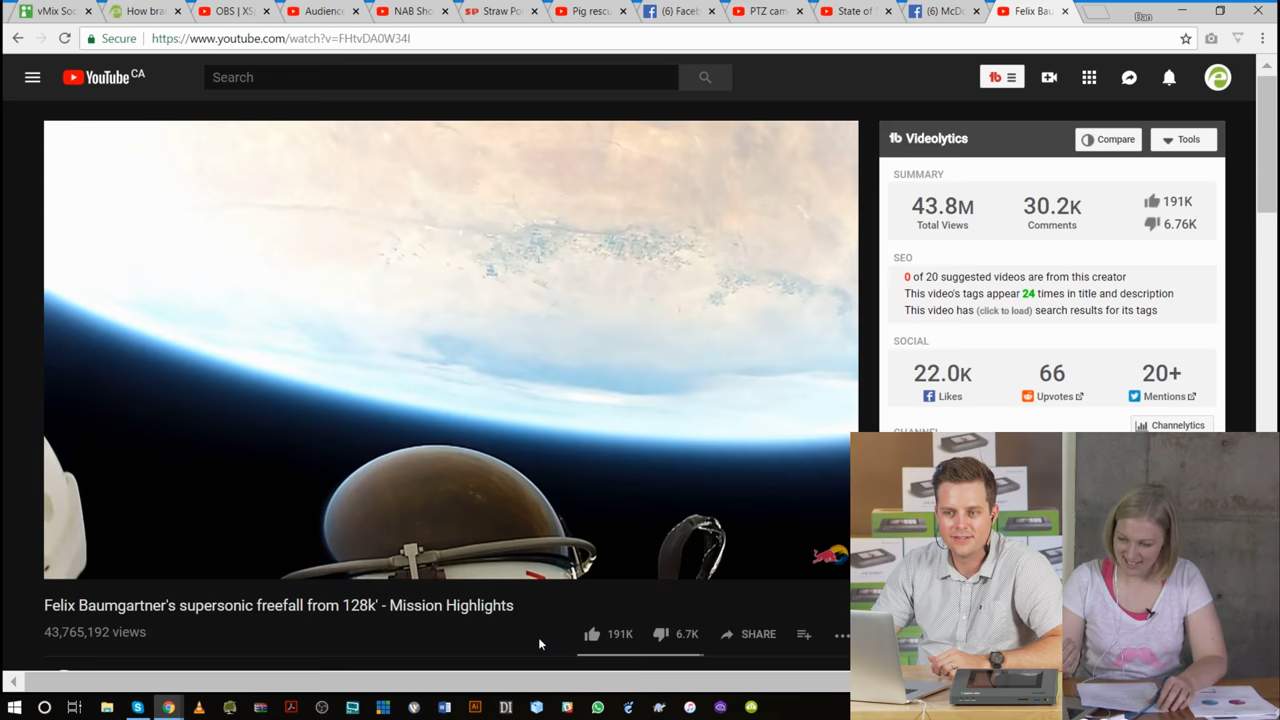 vMix Soc
How bra
OBS | XS
Audience
NAB Sho
Straw Po
Pig rescu
(6) Faceb
PTZ cam
State of
(6) McDo
Felix Bau
Dan
Secure
https://www.youtube.com/watch?v=FHtvDA0W34I
YouTube CA
Search
Videolytics
Compare
Tools
SUMMARY
43.8M
30.2K
191K
Total Views
Comments
6.76K
SEO
0 of 20 suggested videos are from this creator
This video's tags appear 24 times in title and description
This video has (click to load) search results for its tags
SOCIAL
22.0K
66
20+
Likes
Upvotes
Mentions
CHANNEL
Channelytics
Felix Baumgartner's supersonic freefall from 128k' - Mission Highlights
43,765,192 views
191K
6.7K
SHARE